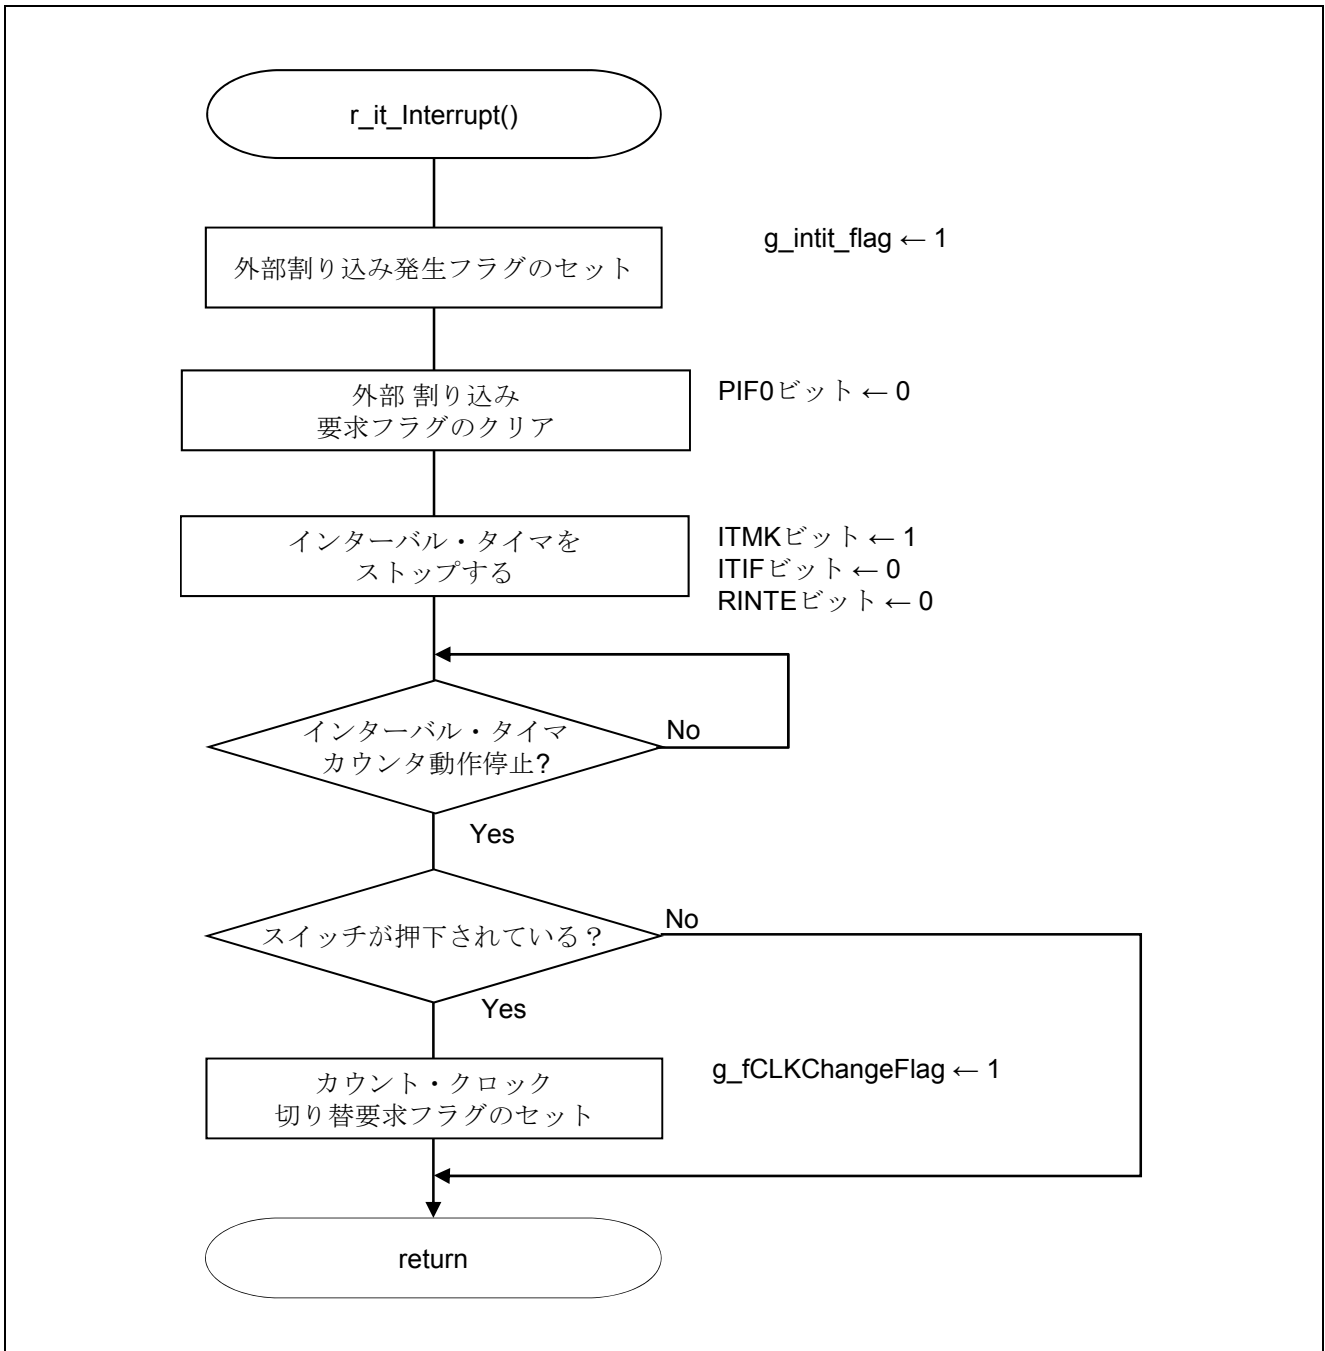 r_it_Interrupt()
外部割り込み発生フラグのセット
g_intit_flag ← 1
外部 割り込み
要求フラグのクリア
PIF0ビット ← 0
インターバル・タイマを
ストップする
ITMKビット ← 1
ITIFビット ← 0
RINTEビット ← 0
インターバル・タイマ
カウンタ動作停止?
No
Yes
スイッチが押下されている？
No
Yes
カウント・クロック
切り替要求フラグのセット
g_fCLKChangeFlag ← 1
return